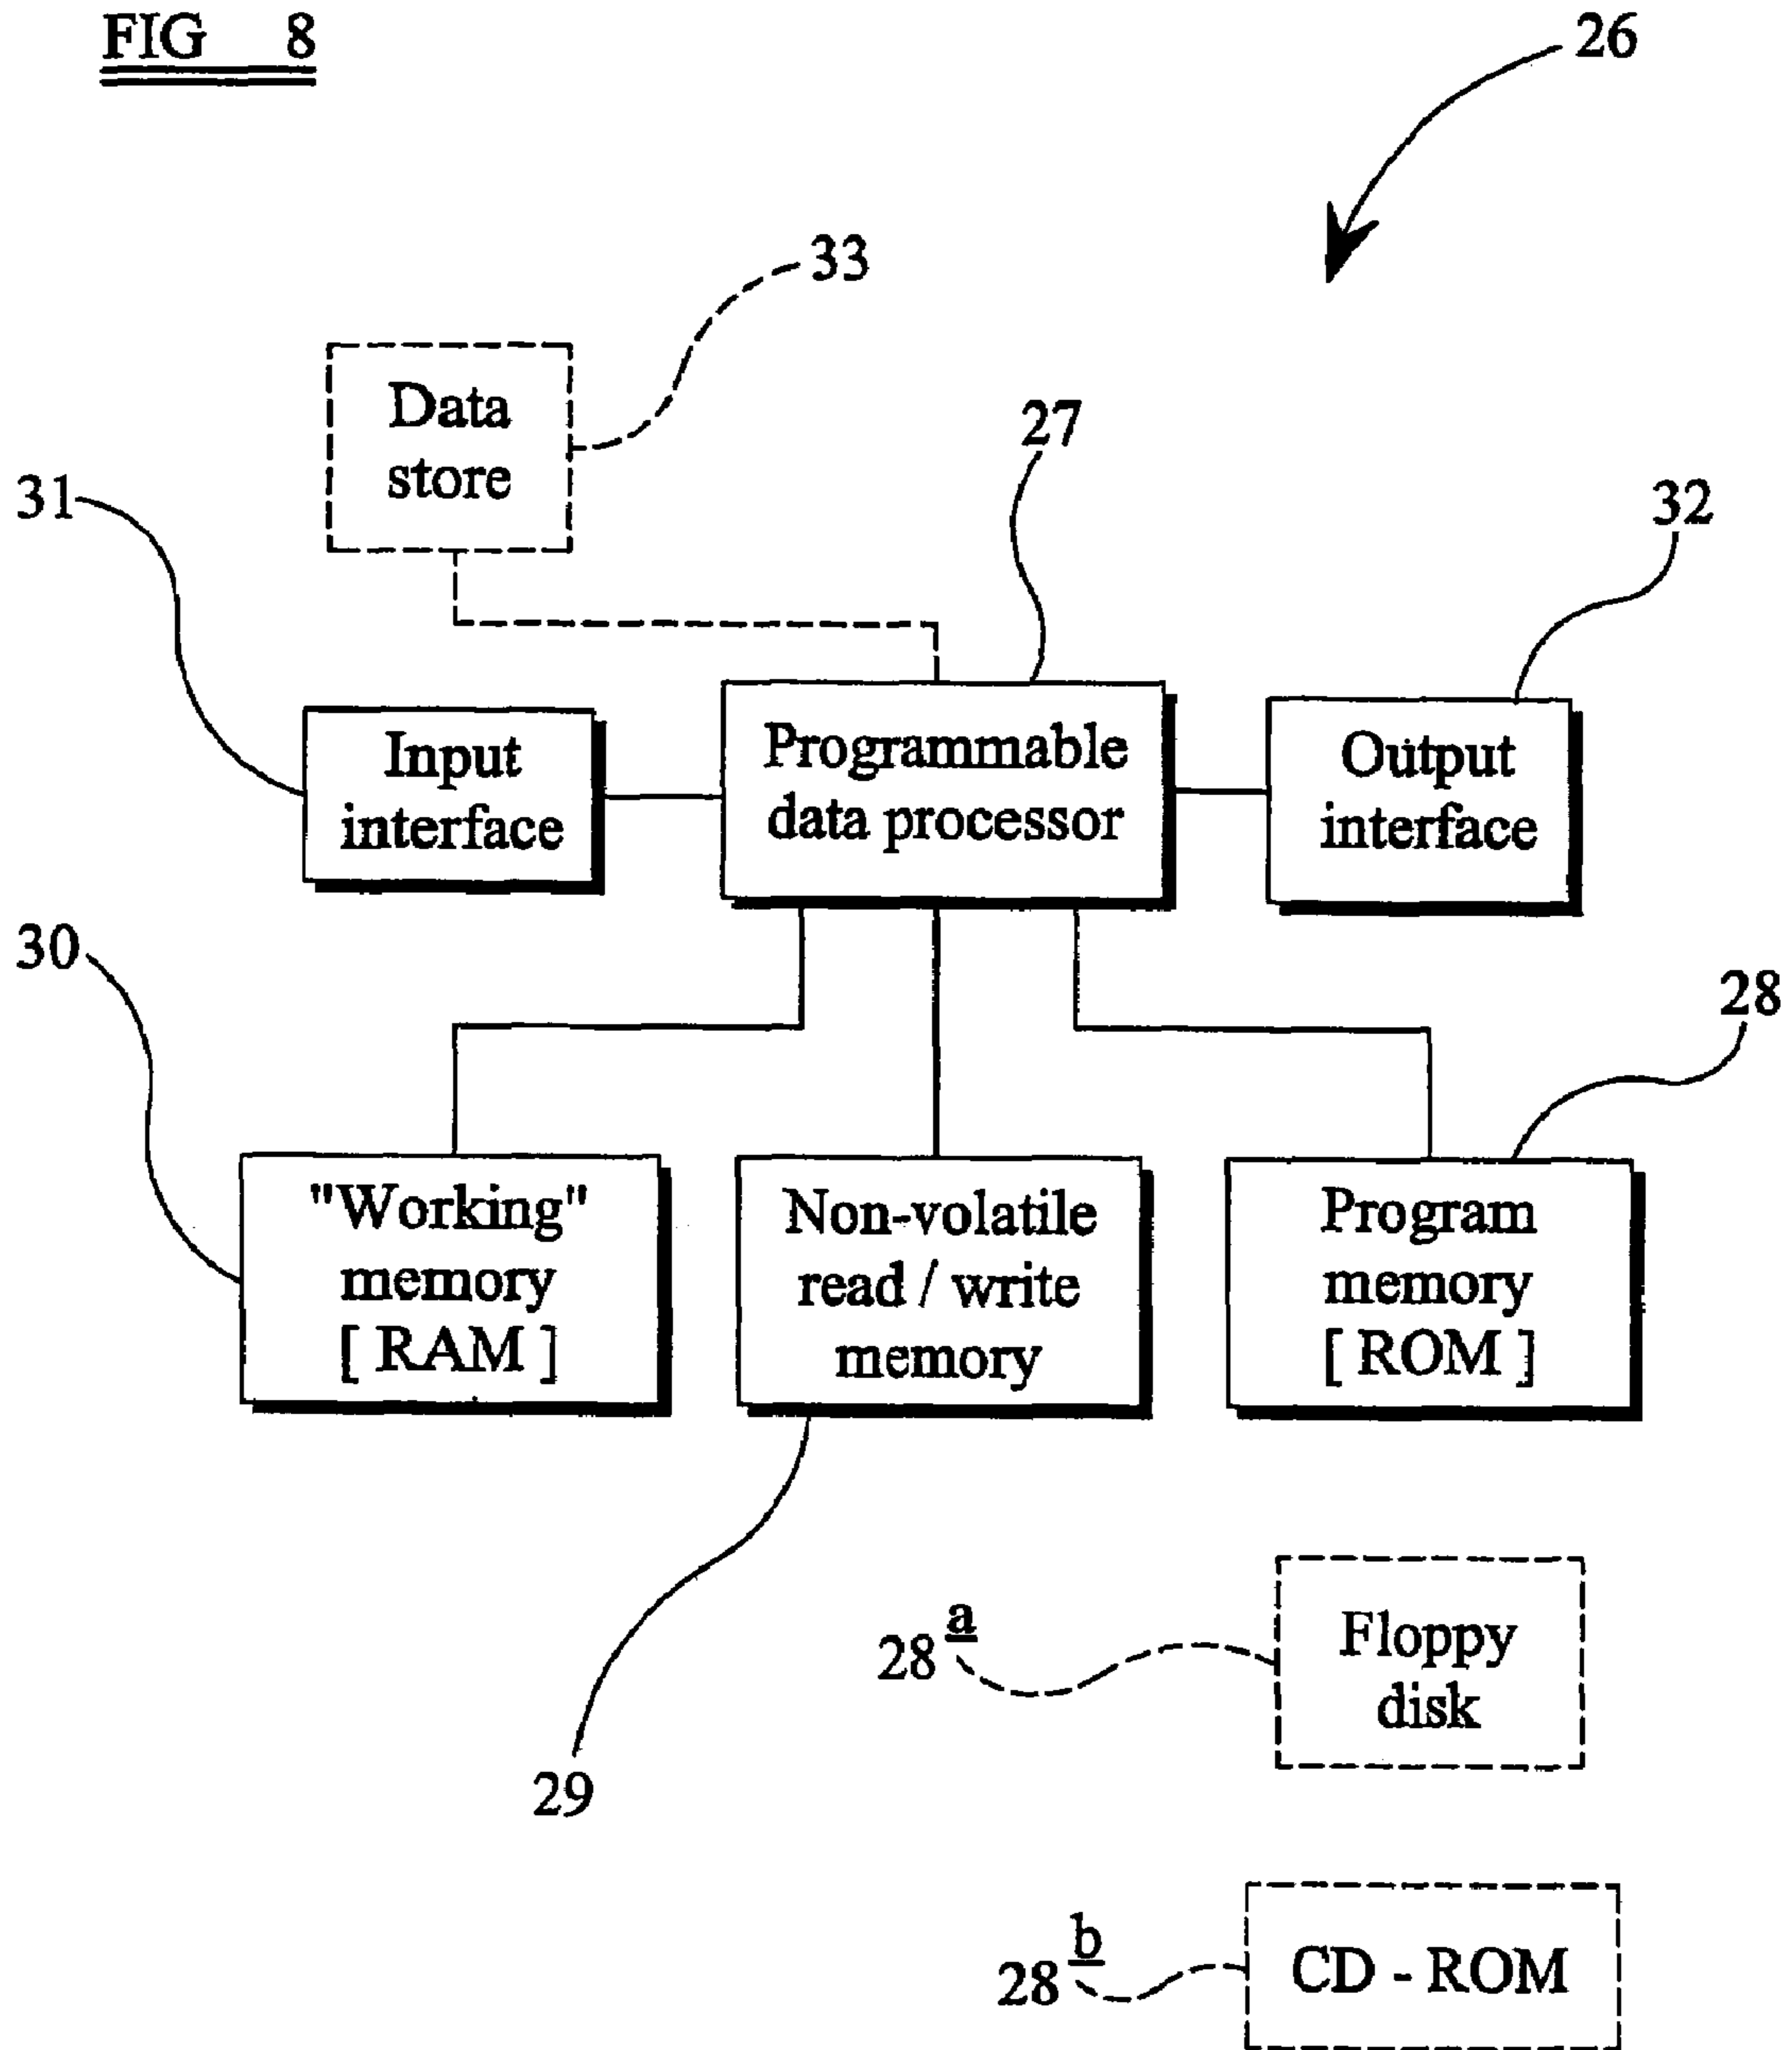 FIG 8
26
33
Data
store
27
31
32
Input
interface
Programmable
data processor
Output
interface
30
28
"Working"
memory
[ RAM ]
Non-volatile
read / write
memory
Program
memory
[ ROM ]
28a
Floppy
disk
29
28b
CD - ROM